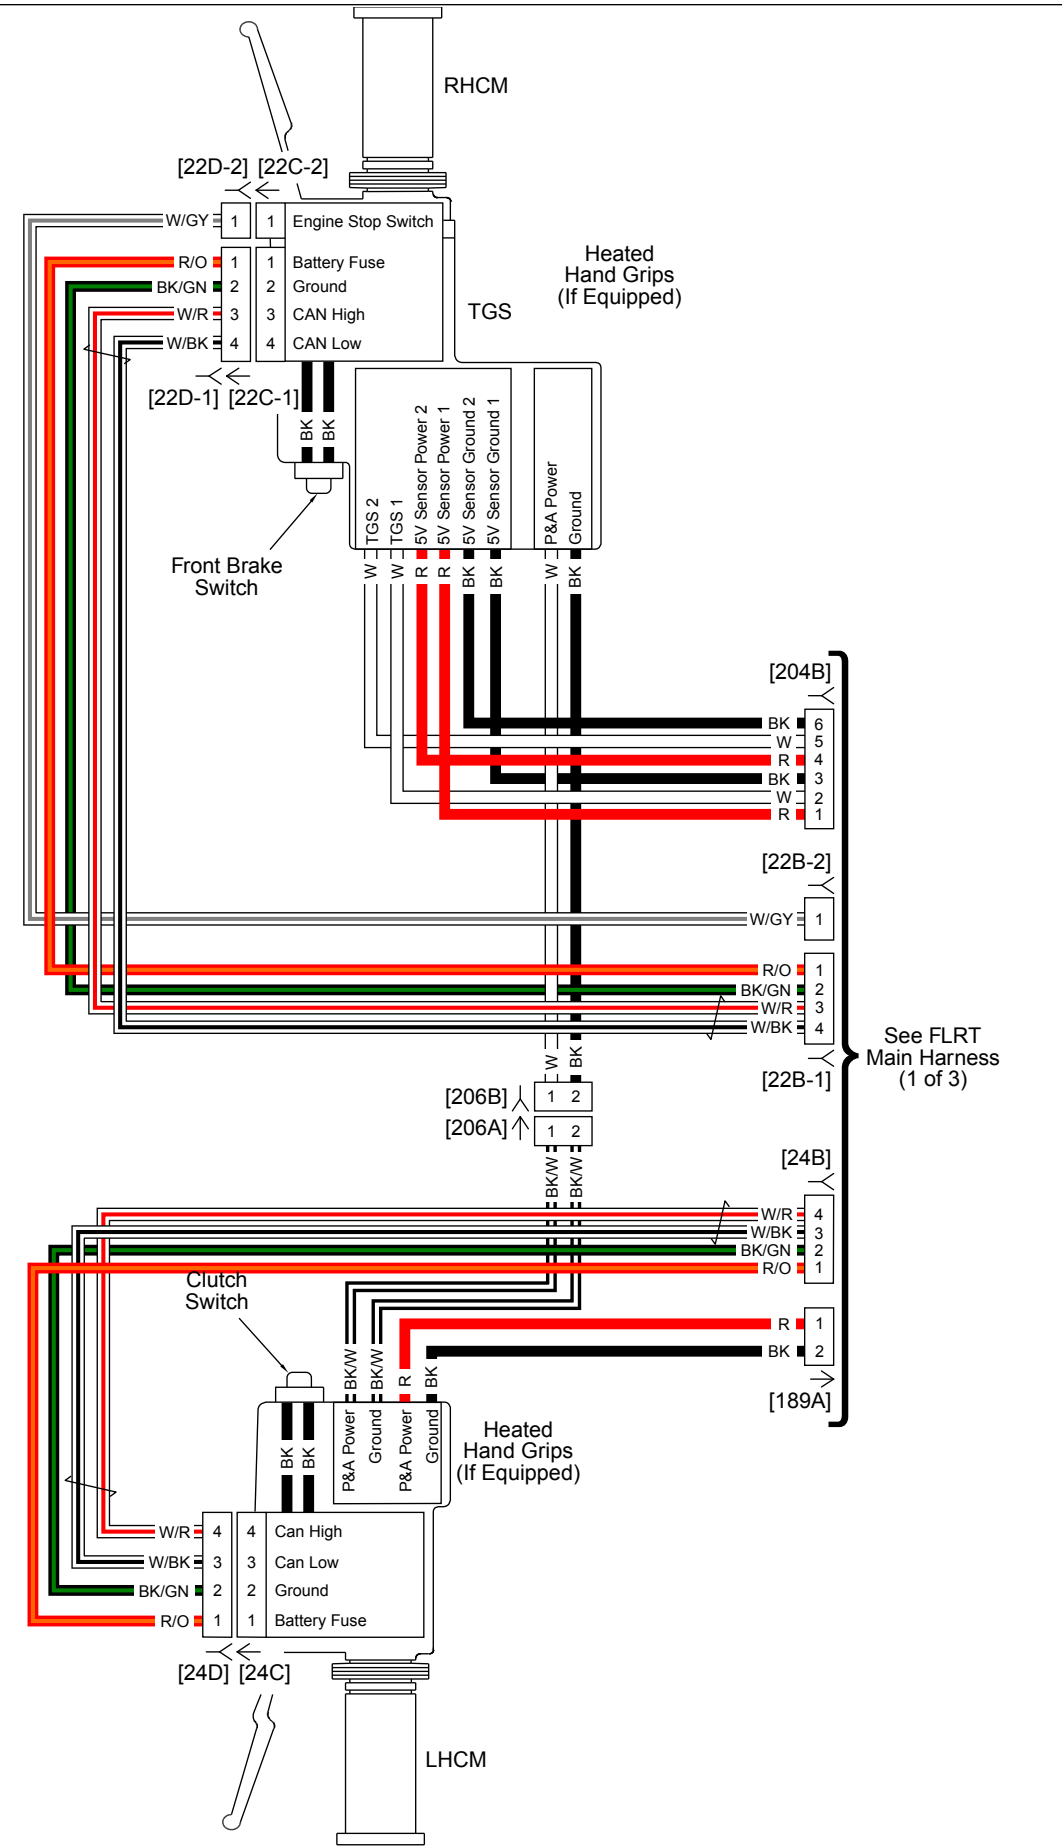 RHCM
[22D-2] [22C-2]
W/GY 1 1 Engine Stop Switch
R/O 1 1 Battery Fuse
BK/GN 2 2 Ground
W/R 3 3 CAN High
W/BK 4 4 CAN Low
[22D-1] [22C-1]
TGS
Heated
Hand Grips
(If Equipped)
BK BK
Front Brake
Switch
TGS 2
TGS 1
5V Sensor Power 2
5V Sensor Power 1
5V Sensor Ground 2
5V Sensor Ground 1
P&A Power
Ground
W W R R BK BK W BK
[204B]
BK 6
W 5
R 4
BK 3
W 2
R 1
[22B-2]
W/GY 1
R/O 1
BK/GN 2
W/R 3
W/BK 4
[22B-1]
See FLRT
Main Harness
(1 of 3)
W BK
[206B] 1 2
[206A] 1 2
BK/W BK/W
[24B]
W/R 4
W/BK 3
BK/GN 2
R/O 1
R 1
BK 2
[189A]
Clutch
Switch
BK/W BK/W R BK
P&A Power
Ground
P&A Power
Ground
Heated
Hand Grips
(If Equipped)
BK BK
W/R 4 4 Can High
W/BK 3 3 Can Low
BK/GN 2 2 Ground
R/O 1 1 Battery Fuse
[24D] [24C]
LHCM